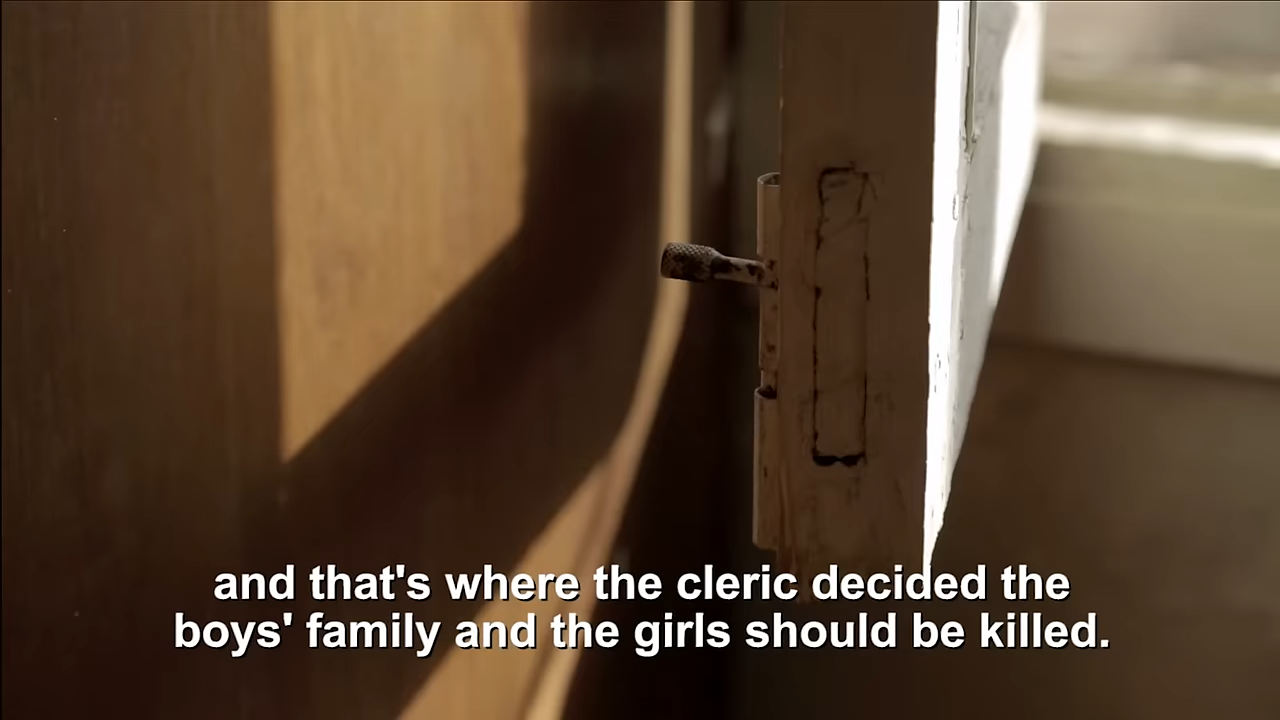 and that's where the cleric decided the
boys' family and the girls should be killed.